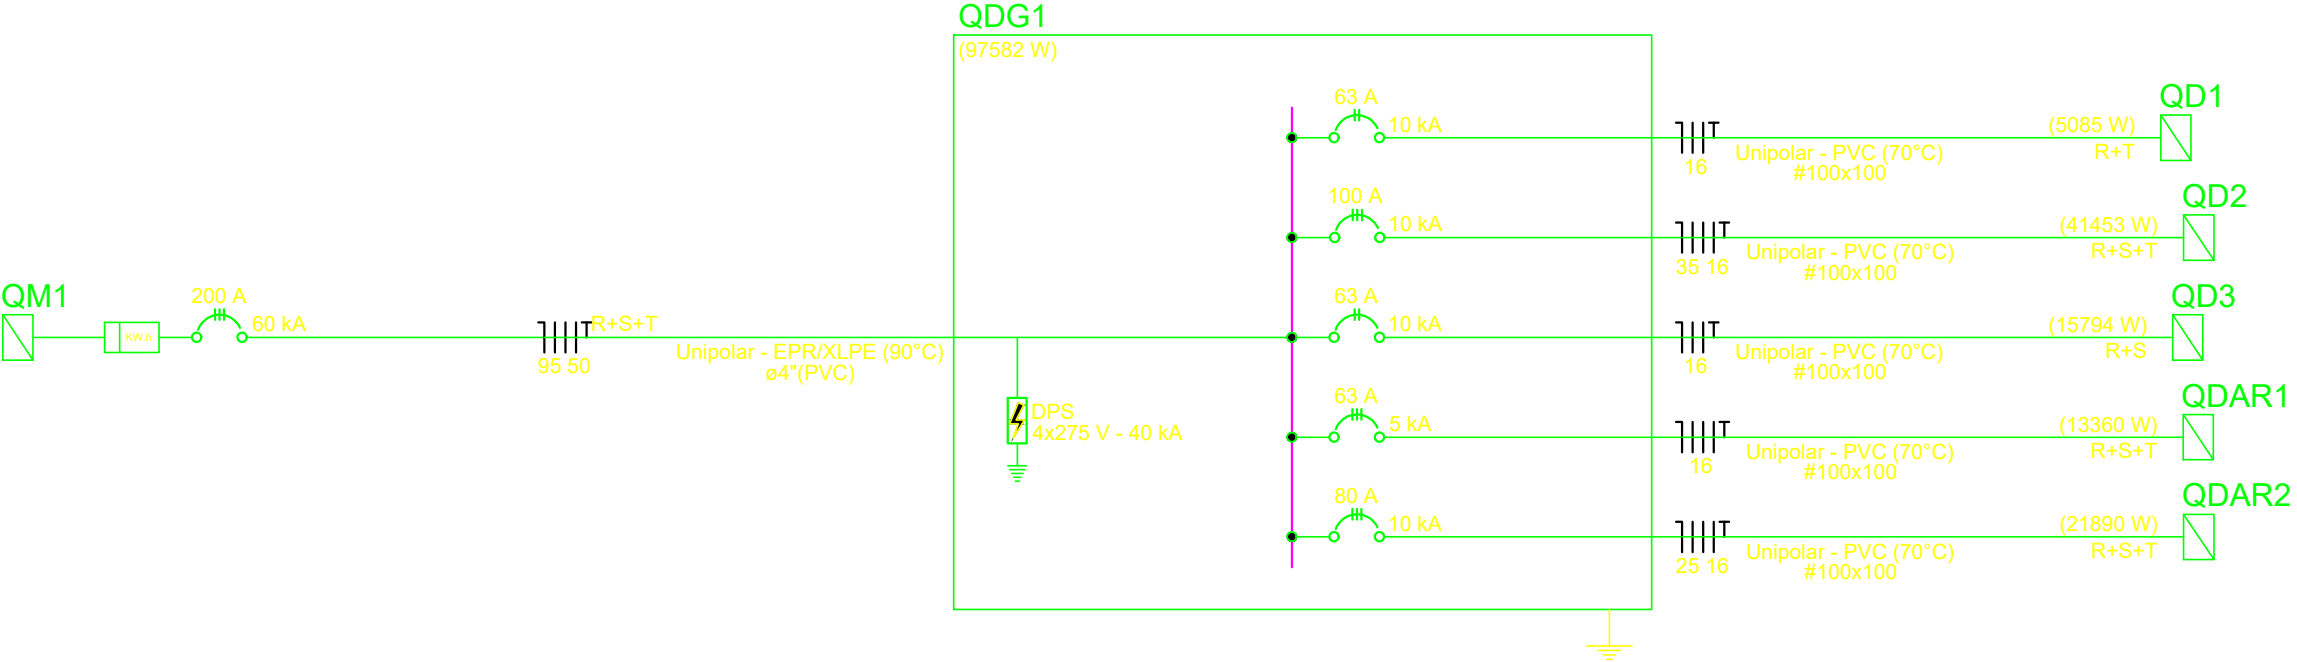 QDG1
(97582 W)
63 A
10 kA
16
Unipolar - PVC (70°C)
#100x100
(5085 W)
R+T
QD1
100 A
10 kA
35 16
Unipolar - PVC (70°C)
#100x100
(41453 W)
R+S+T
QD2
QM1
KWh
200 A
60 kA
95 50
R+S+T
Unipolar - EPR/XLPE (90°C)
ø4"(PVC)
63 A
10 kA
16
Unipolar - PVC (70°C)
#100x100
(15794 W)
R+S
QD3
DPS
4x275 V - 40 kA
63 A
5 kA
16
Unipolar - PVC (70°C)
#100x100
(13360 W)
R+S+T
QDAR1
80 A
10 kA
25 16
Unipolar - PVC (70°C)
#100x100
(21890 W)
R+S+T
QDAR2